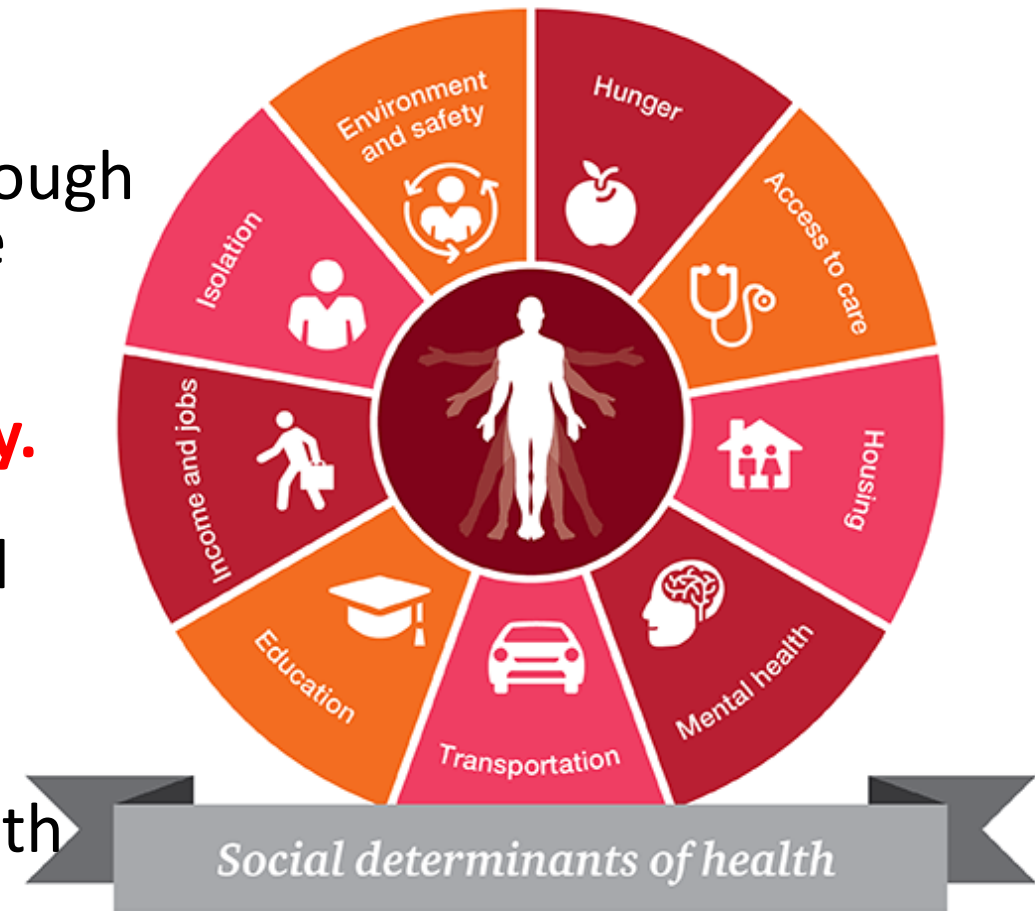 ough
e
y.
d
th
Environment
and safety
Hunger
Access to care
Housing
Mental health
Transportation
Education
Income and jobs
Isolation
Social determinants of health